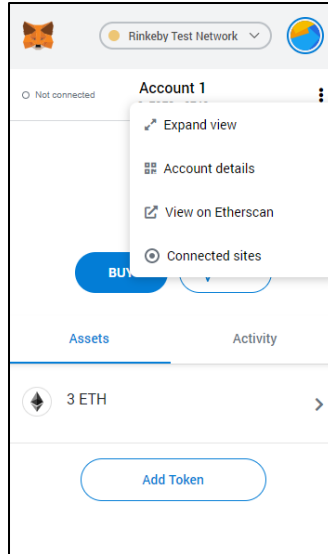 Rinkeby Test Network
Not connected
Account 1
Expand view
Account details
View on Etherscan
Connected sites
Assets
Activity
3 ETH
Add Token